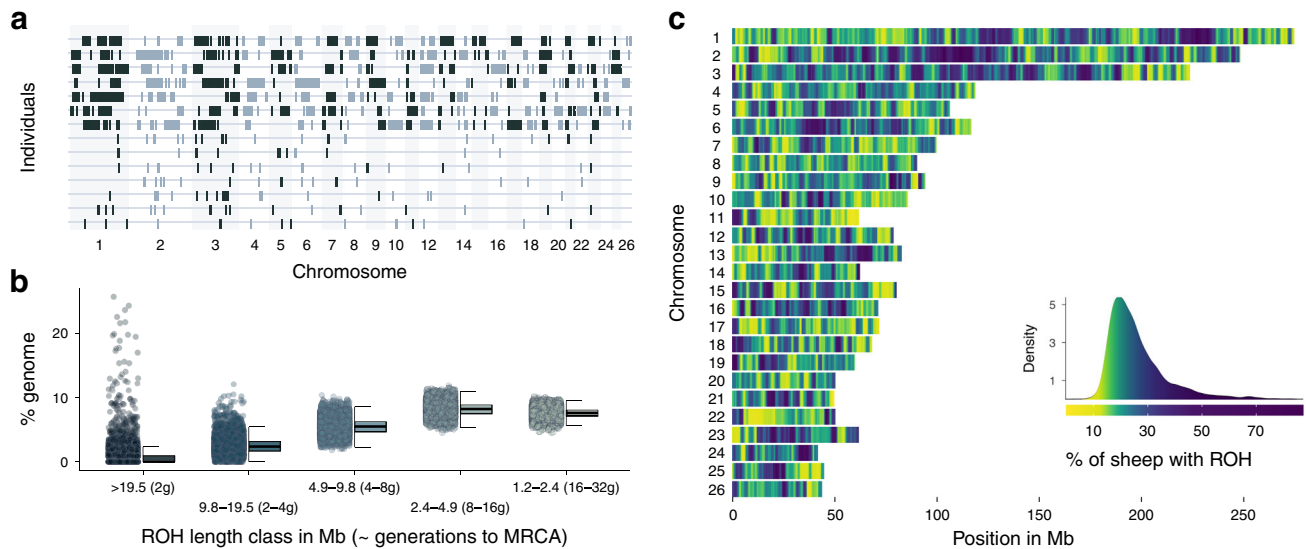 a
Individuals
1 2 3 4 5 6 7 8 9 10 12 14 16 18 20 22 24 26
Chromosome
b
% genome
20
10
0
>19.5 (2g)
4.9–9.8 (4–8g)
1.2–2.4 (16–32g)
9.8–19.5 (2–4g)
2.4–4.9 (8–16g)
ROH length class in Mb (~ generations to MRCA)
c
Chromosome
1
2
3
4
5
6
7
8
9
10
11
12
13
14
15
16
17
18
19
20
21
22
23
24
25
26
0 50 100 150 200 250
Position in Mb
Density
5
3
1
10 30 50 70
% of sheep with ROH